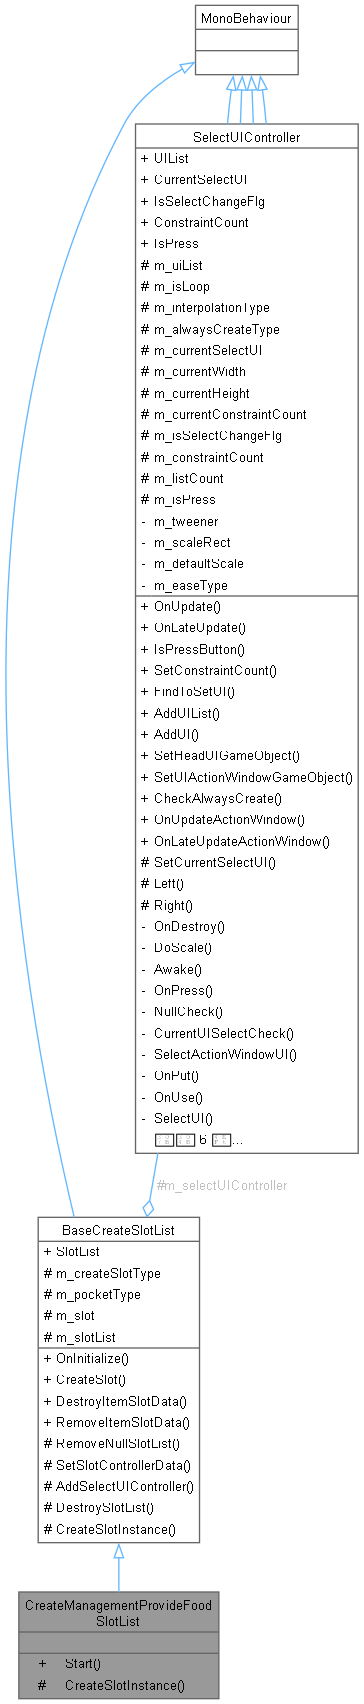 MonoBehaviour
SelectUIController
+ UIList
+ CurrentSelectUI
+ IsSelectChangeFlg
+ ConstraintCount
+ IsPress
# m_uiList
# m_isLoop
# m_interpolationType
# m_alwaysCreateType
# m_currentSelectUI
# m_currentWidth
# m_currentHeight
# m_currentConstraintCount
# m_isSelectChangeFlg
# m_constraintCount
# m_listCount
# m_isPress
- m_tweener
- m_scaleRect
- m_defaultScale
- m_easeType
+ OnUpdate()
+ OnLateUpdate()
+ IsPressButton()
+ SetConstraintCount()
+ FindToSetUI()
+ AddUIList()
+ AddUI()
+ SetHeadUIGameObject()
+ SetUIActionWindowGameObject()
+ CheckAlwaysCreate()
+ OnUpdateActionWindow()
+ OnLateUpdateActionWindow()
# SetCurrentSelectUI()
# Left()
# Right()
- OnDestroy()
- DoScale()
- Awake()
- OnPress()
- NullCheck()
- CurrentUISelectCheck()
- SelectActionWindowUI()
- OnPut()
- OnUse()
- SelectUI()
6 ...
#m_selectUIController
BaseCreateSlotList
+ SlotList
# m_createSlotType
# m_pocketType
# m_slot
# m_slotList
+ OnInitialize()
+ CreateSlot()
+ DestroyItemSlotData()
+ RemoveItemSlotData()
# RemoveNullSlotList()
# SetSlotControllerData()
# AddSelectUIController()
# DestroySlotList()
# CreateSlotInstance()
CreateManagementProvideFood
SlotList
+ Start()
# CreateSlotInstance()